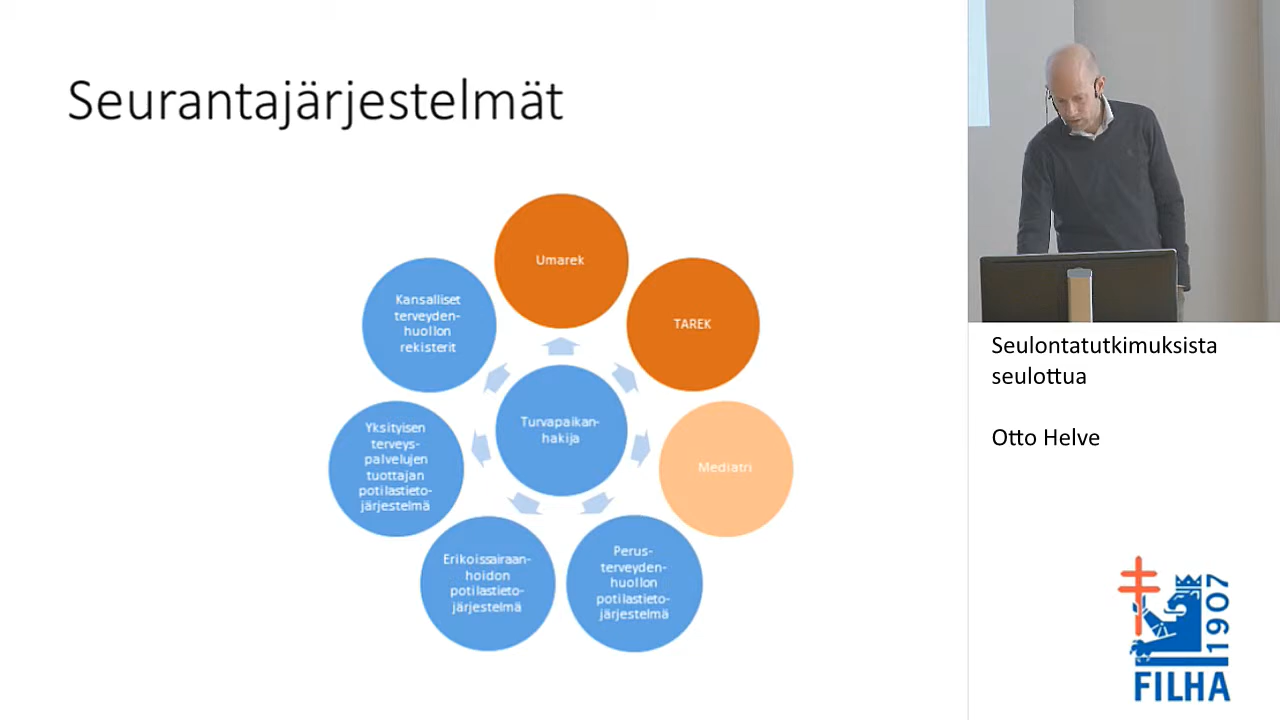 Seurantajärjestelmät
Umarek
TAREK
Mediatri
Perus-
terveyden-
huollon
potilastieto-
järjestelmä
Erikoissairaan-
hoidon
potilastieto-
järjestelmä
Yksityisen
terveys-
palvelujen
tuottajan
potilastieto-
järjestelmä
Kansalliset
terveyden-
huollon
rekisterit
Turvapaikan-
hakija
Seulontatutkimuksista
seulottua
Otto Helve
1907
FILHA